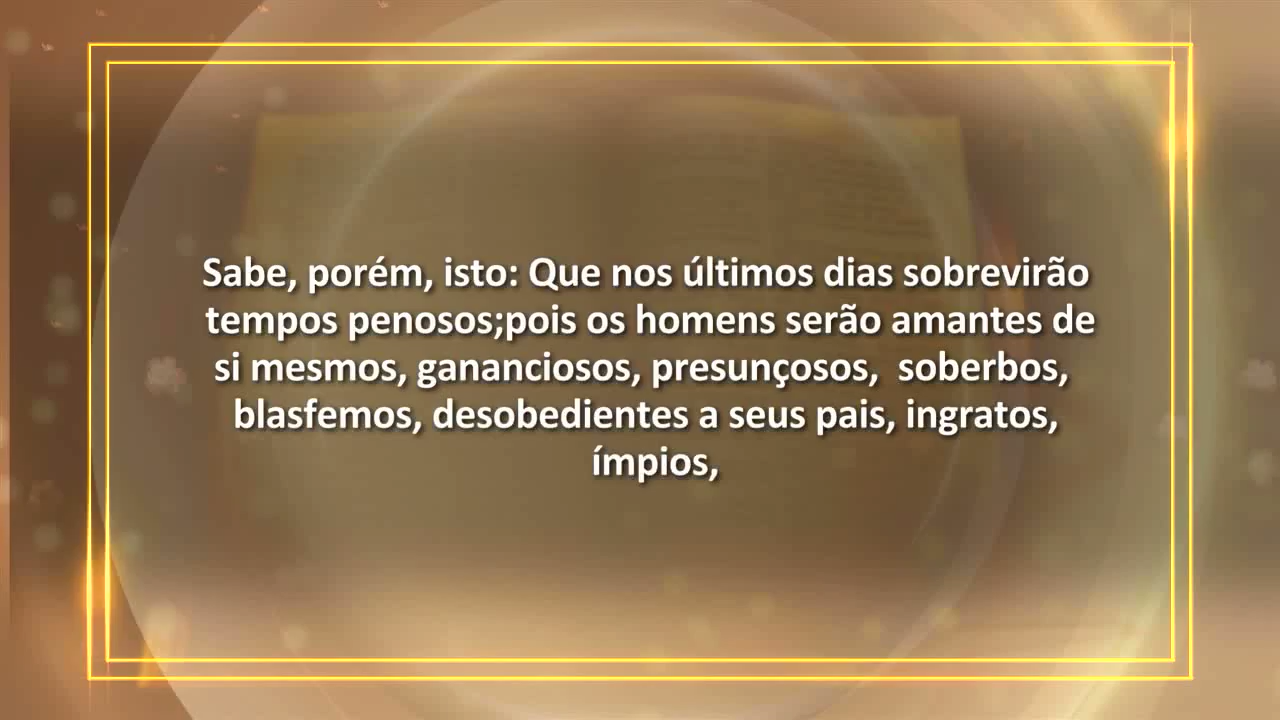 Sabe, porém, isto: Que nos últimos dias sobrevirão
tempos penosos;pois os homens serão amantes de
si mesmos, gananciosos, presunçosos, soberbos,
blasfemos, desobedientes a seus pais, ingratos,
ímpios,